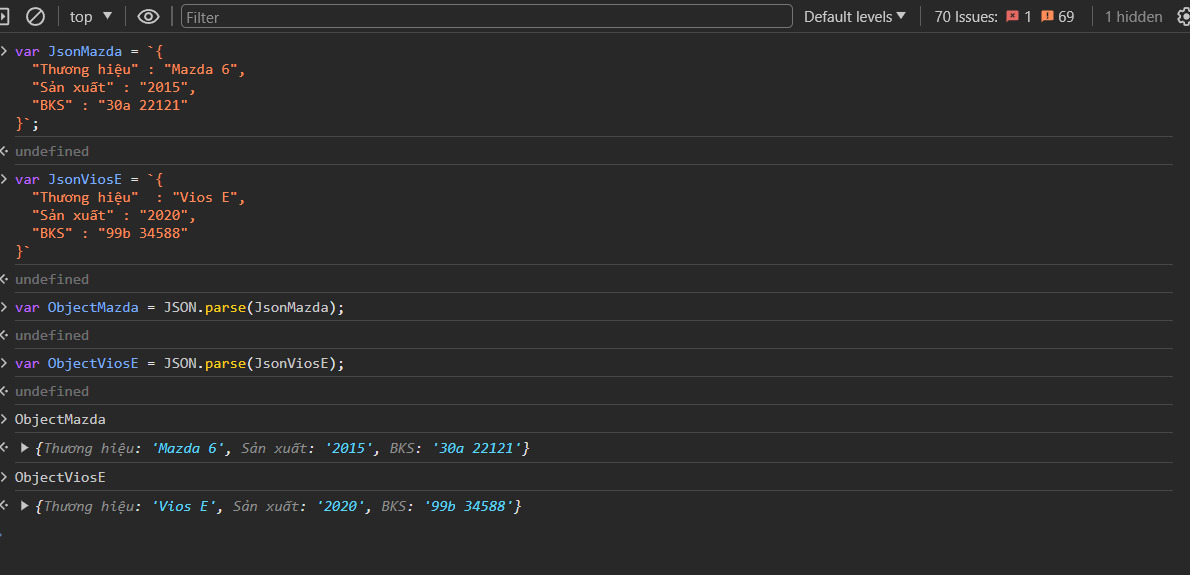 top ▼ Filter Default levels ▼ 70 Issues: 1 69 1 hidden
> var JsonMazda = `{
"Thương hiệu" : "Mazda 6",
"Sản xuất" : "2015",
"BKS" : "30a 22121"
}`;
undefined
> var JsonViosE = `{
"Thương hiệu"  : "Vios E",
"Sản xuất" : "2020",
"BKS" : "99b 34588"
}`
undefined
> var ObjectMazda = JSON.parse(JsonMazda);
undefined
> var ObjectViosE = JSON.parse(JsonViosE);
undefined
> ObjectMazda
▶ {Thương hiệu: 'Mazda 6', Sản xuất: '2015', BKS: '30a 22121'}
> ObjectViosE
▶ {Thương hiệu: 'Vios E', Sản xuất: '2020', BKS: '99b 34588'}